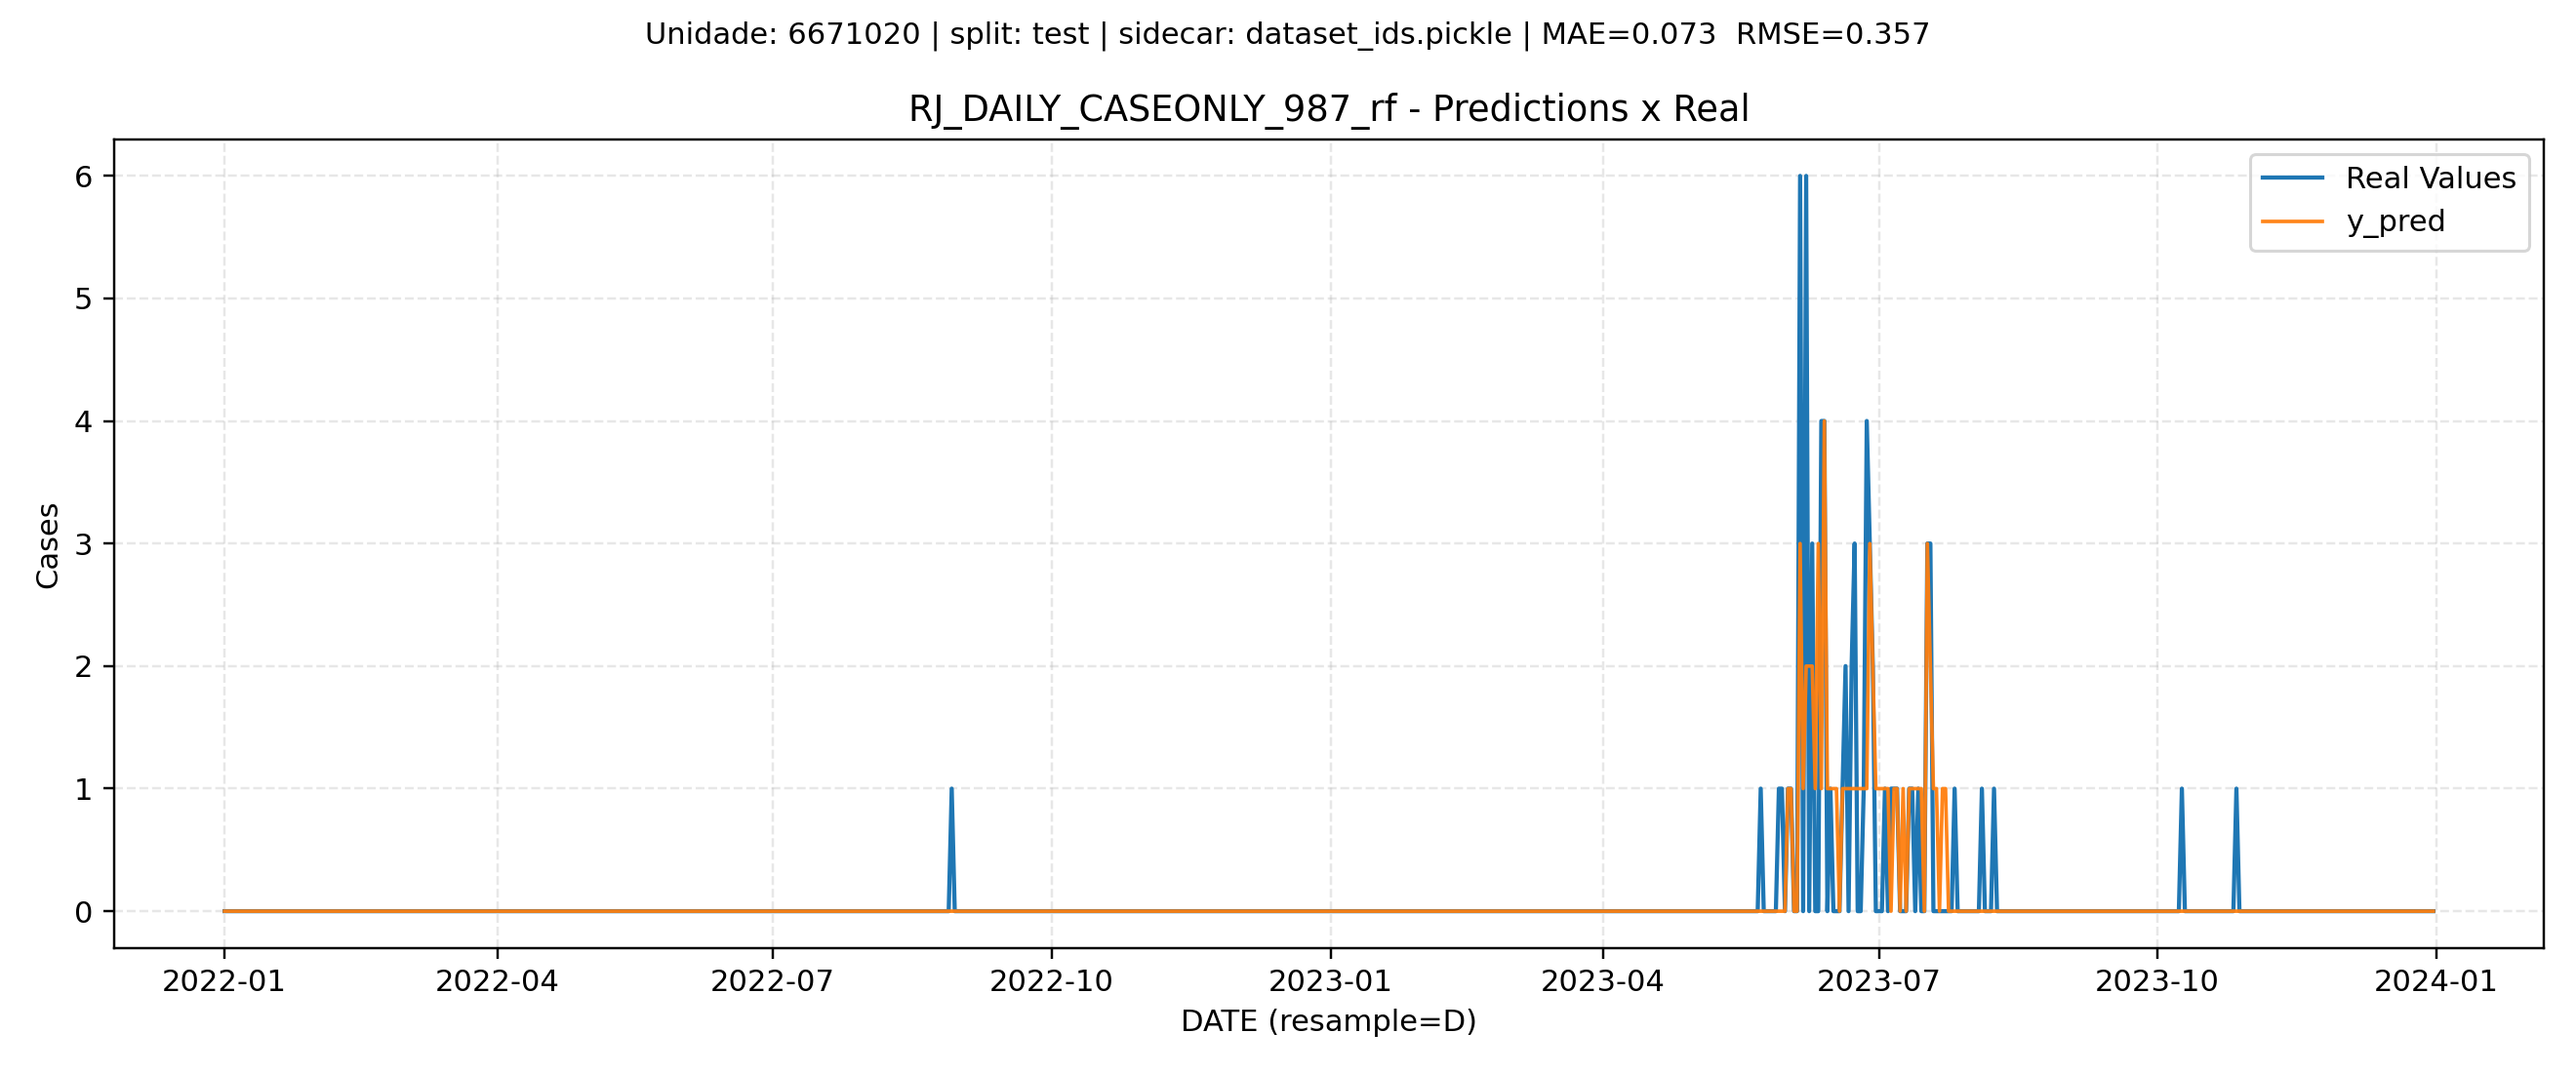 Unidade: 6671020 | split: test | sidecar: dataset_ids.pickle | MAE=0.073  RMSE=0.357
RJ_DAILY_CASEONLY_987_rf - Predictions x Real
Real Values
y_pred
Cases
6
5
4
3
2
1
0
2022-01
2022-04
2022-07
2022-10
2023-01
2023-04
2023-07
2023-10
2024-01
DATE (resample=D)